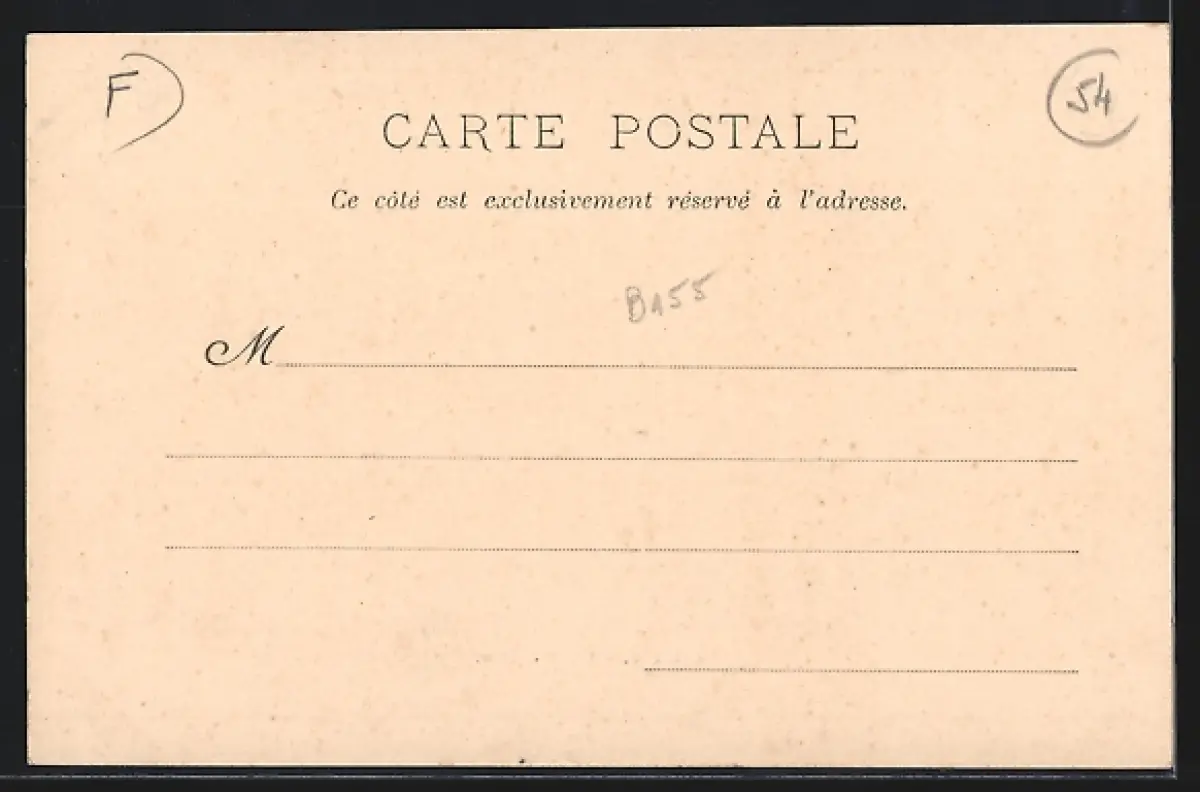 F
54
CARTE POSTALE
Ce côté est exclusivement réservé à l'adresse.
B155
M